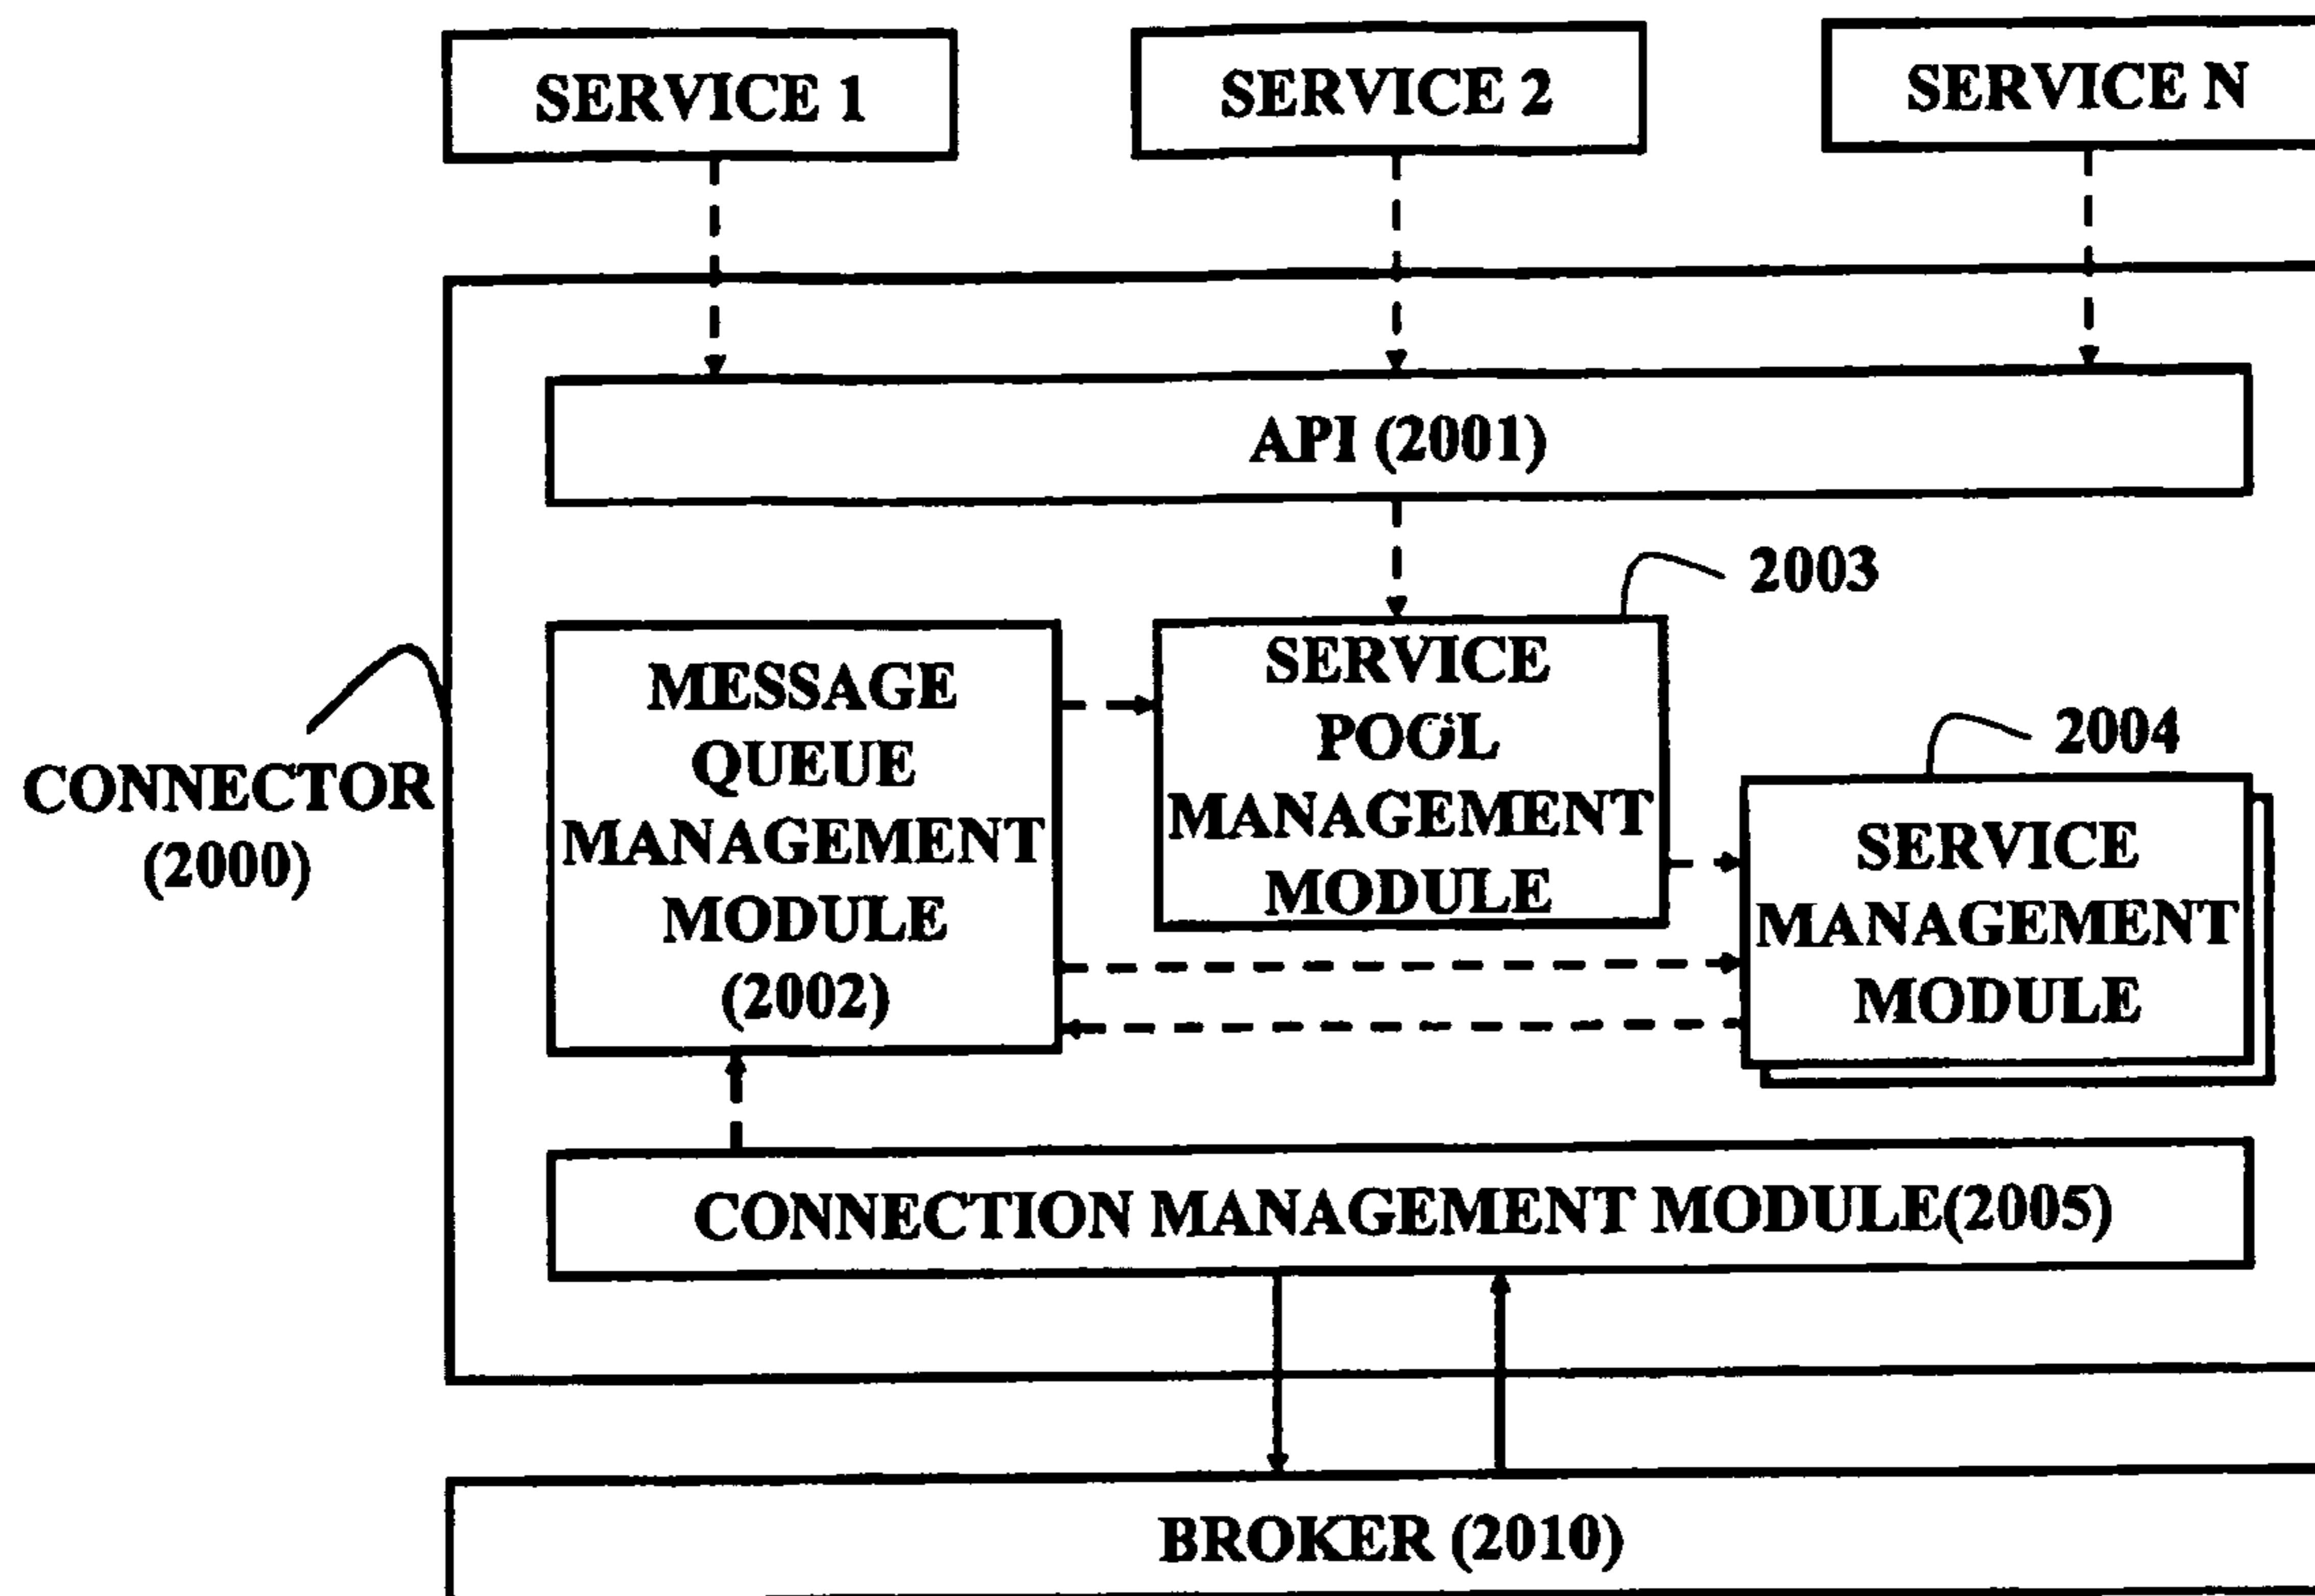 SERVICE 1
SERVICE 2
SERVICE N
API (2001)
2003
MESSAGE
QUEUE
MANAGEMENT
MODULE
(2002)
SERVICE
POOL
MANAGEMENT
MODULE
2004
SERVICE
MANAGEMENT
MODULE
CONNECTOR
(2000)
CONNECTION MANAGEMENT MODULE(2005)
BROKER (2010)